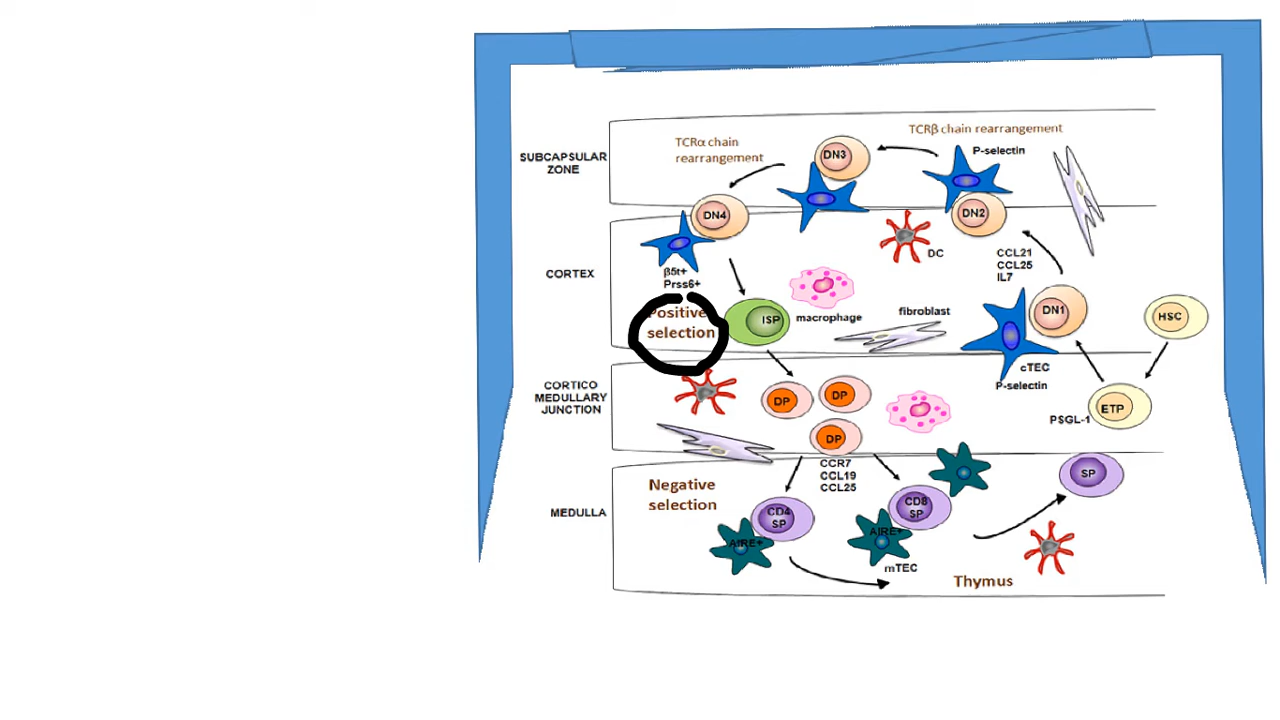 TCRβ chain rearrangement
TCRα chain
rearrangement
DN3
P-selectin
SUBCAPSULAR
ZONE
DN4
DN2
DC
CCL21
CCL25
IL7
CORTEX
β5t+
Prss6+
Positive
selection
ISP
macrophage
fibroblast
DN1
HSC
cTEC
P-selectin
CORTICO
MEDULLARY
JUNCTION
DP
DP
DP
PSGL-1
ETP
CCR7
CCL19
CCL25
Negative
selection
SP
MEDULLA
CD4
SP
CD8
SP
AIRE+
AIRE+
mTEC
Thymus